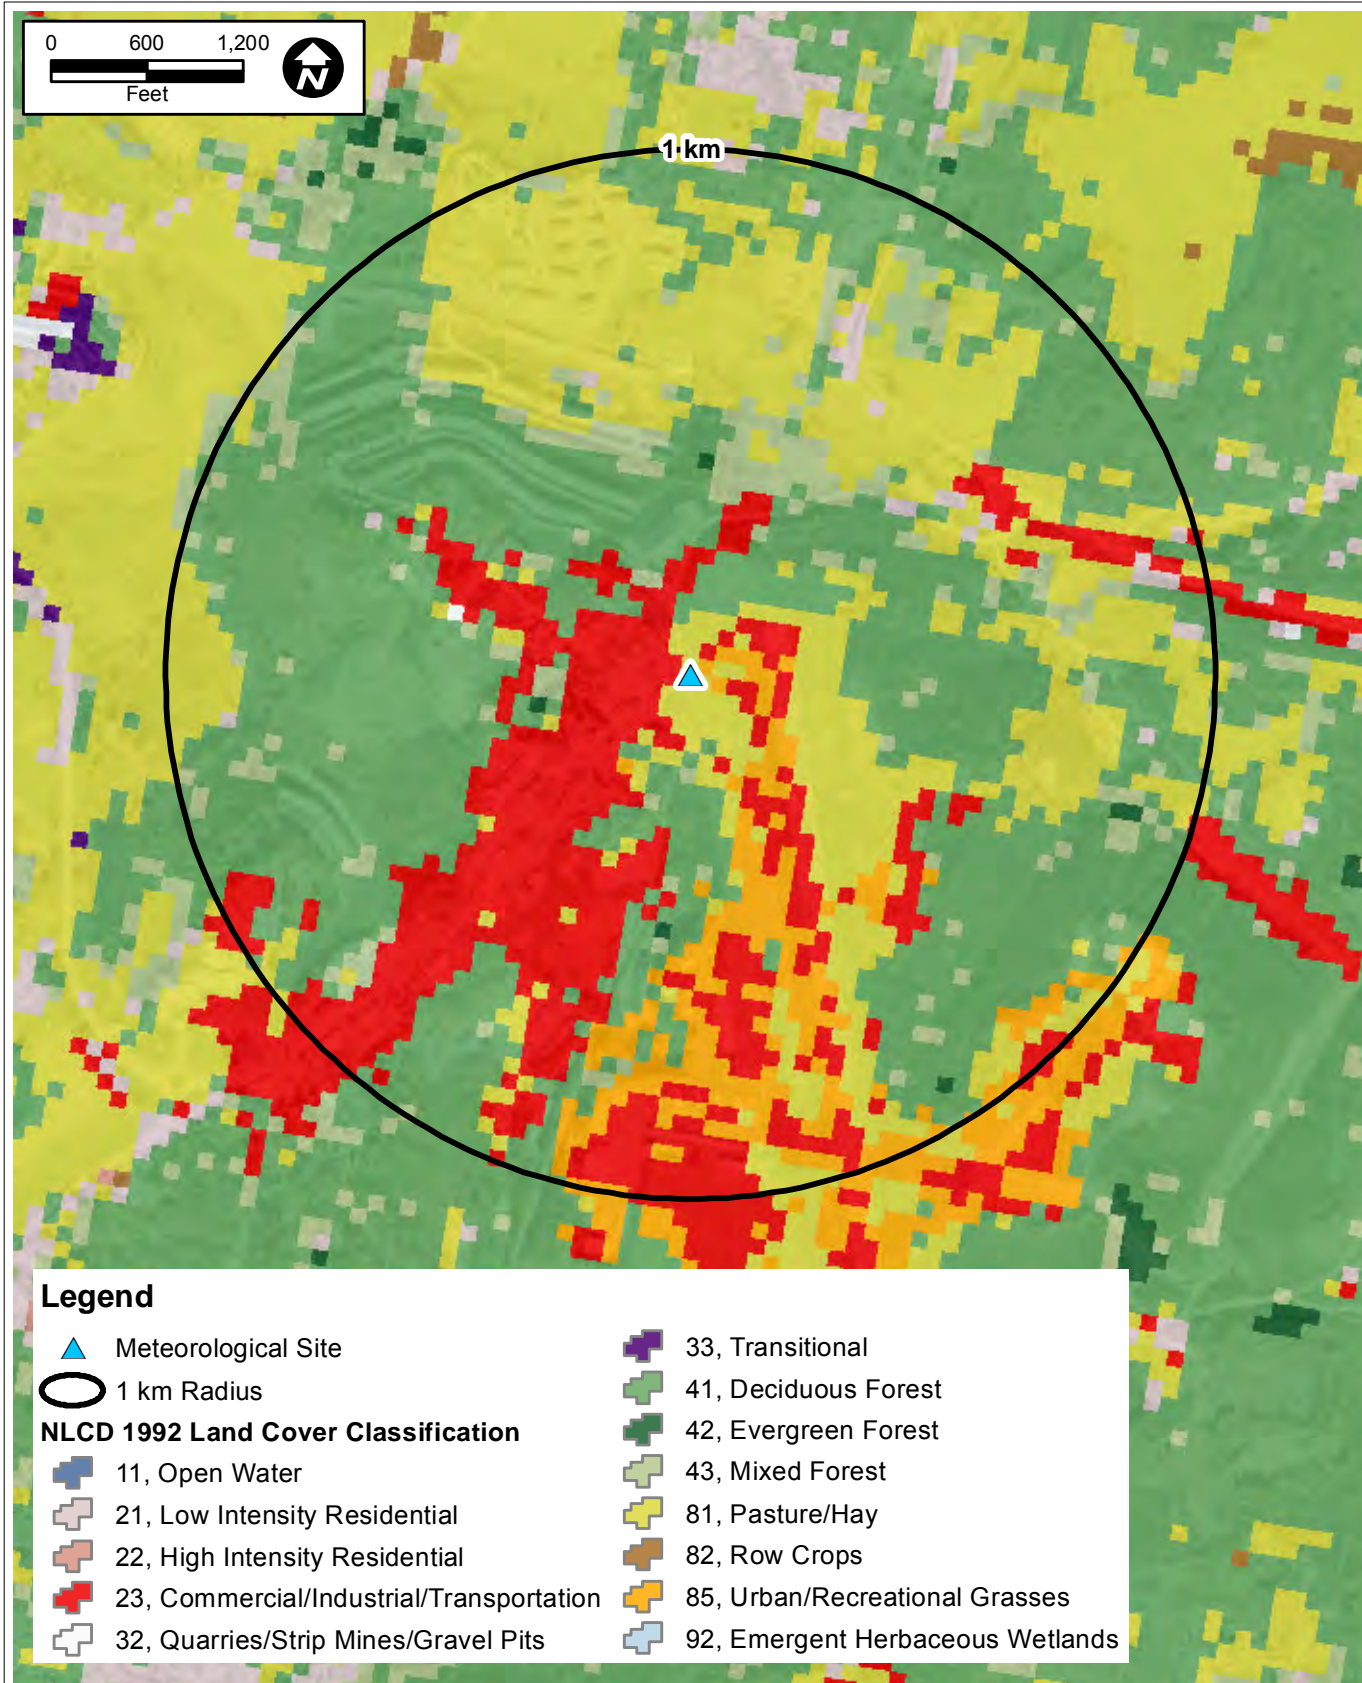 0 600 1,200
N
Feet
1 km
Legend
Meteorological Site
1 km Radius
NLCD 1992 Land Cover Classification
11, Open Water
21, Low Intensity Residential
22, High Intensity Residential
23, Commercial/Industrial/Transportation
32, Quarries/Strip Mines/Gravel Pits
33, Transitional
41, Deciduous Forest
42, Evergreen Forest
43, Mixed Forest
81, Pasture/Hay
82, Row Crops
85, Urban/Recreational Grasses
92, Emergent Herbaceous Wetlands